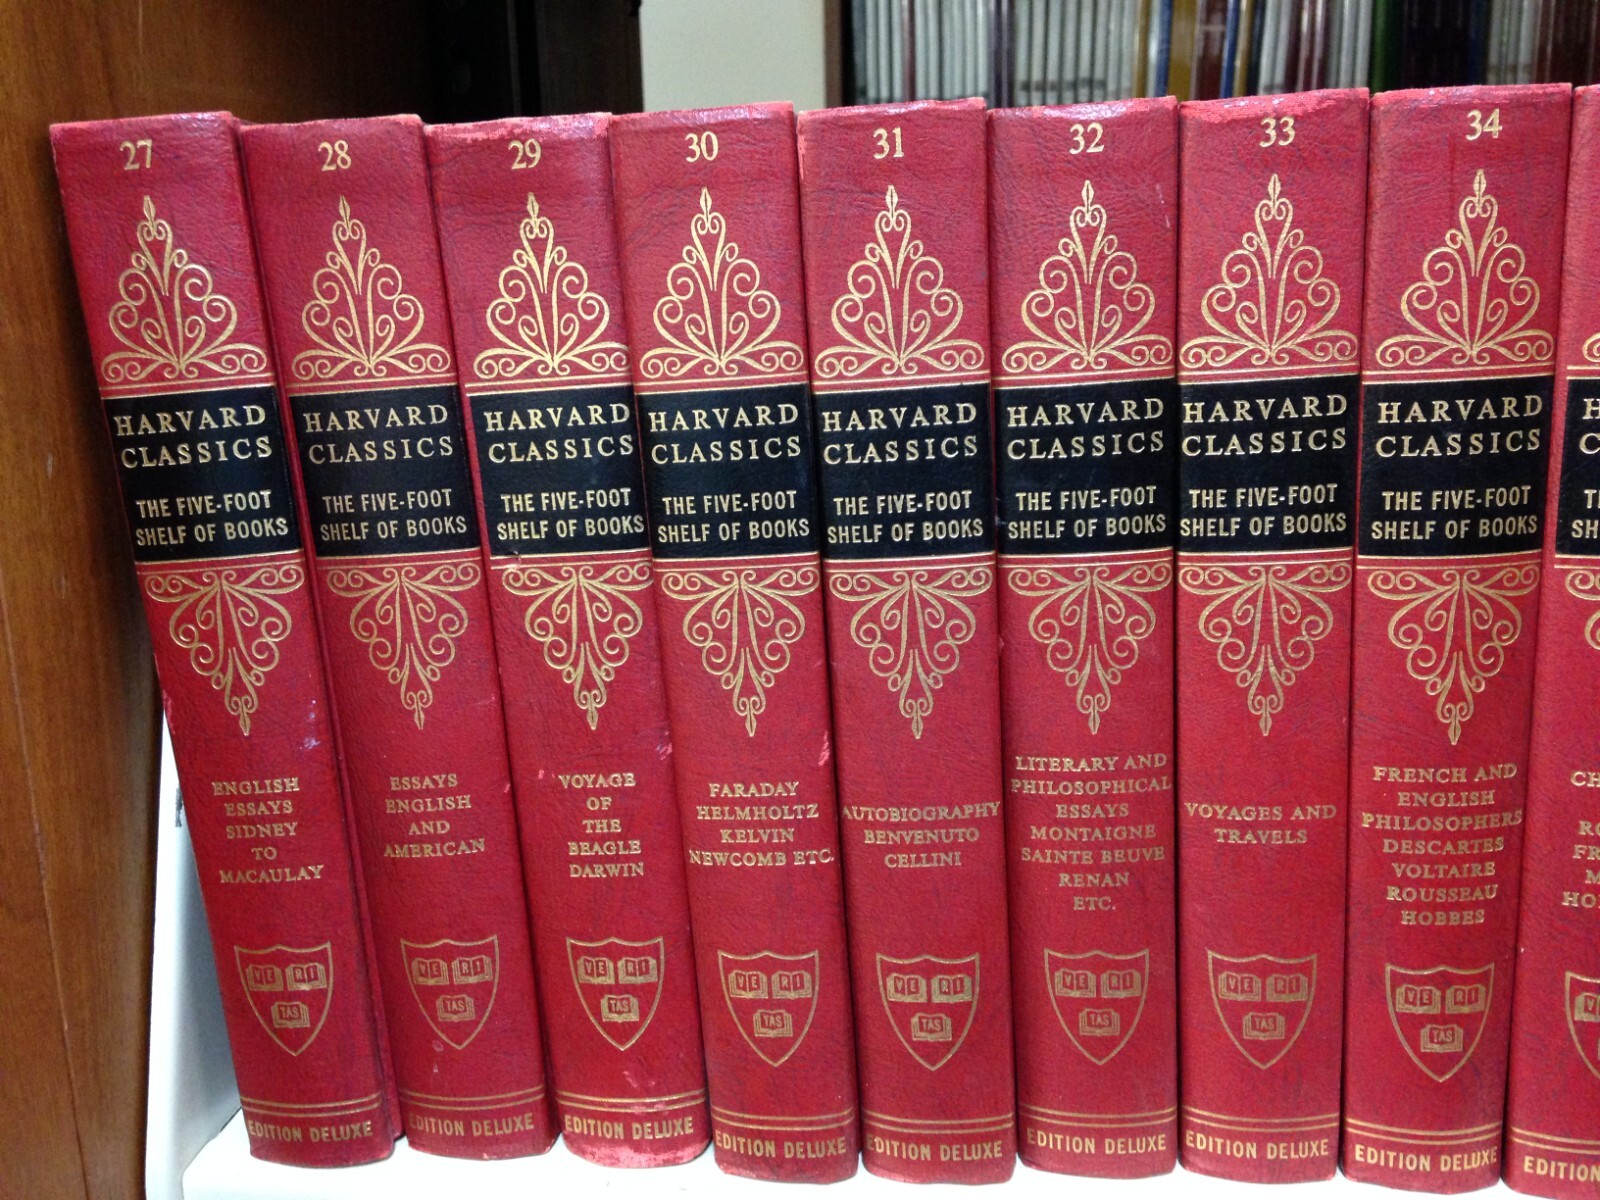 27
HARVARD
CLASSICS
THE FIVE-FOOT
SHELF OF BOOKS
ENGLISH
ESSAYS
SIDNEY
TO
MACAULAY
VE RI
TAS
EDITION DELUXE
28
HARVARD
CLASSICS
THE FIVE-FOOT
SHELF OF BOOKS
ESSAYS
ENGLISH
AND
AMERICAN
VE RI
TAS
EDITION DELUXE
29
HARVARD
CLASSICS
THE FIVE-FOOT
SHELF OF BOOKS
VOYAGE
OF
THE
BEAGLE
DARWIN
VE RI
TAS
EDITION DELUXE
30
HARVARD
CLASSICS
THE FIVE-FOOT
SHELF OF BOOKS
FARADAY
HELMHOLTZ
KELVIN
NEWCOMB ETC.
VE RI
TAS
EDITION DELUXE
31
HARVARD
CLASSICS
THE FIVE-FOOT
SHELF OF BOOKS
AUTOBIOGRAPHY
BENVENUTO
CELLINI
VE RI
TAS
EDITION DELUXE
32
HARVARD
CLASSICS
THE FIVE-FOOT
SHELF OF BOOKS
LITERARY AND
PHILOSOPHICAL
ESSAYS
MONTAIGNE
SAINTE BEUVE
RENAN
ETC.
VE RI
TAS
EDITION DELUXE
33
HARVARD
CLASSICS
THE FIVE-FOOT
SHELF OF BOOKS
VOYAGES AND
TRAVELS
VE RI
TAS
EDITION DELUXE
34
HARVARD
CLASSICS
THE FIVE-FOOT
SHELF OF BOOKS
FRENCH AND
ENGLISH
PHILOSOPHERS
DESCARTES
VOLTAIRE
ROUSSEAU
HOBBES
VE RI
TAS
EDITION DELUXE
EDITION